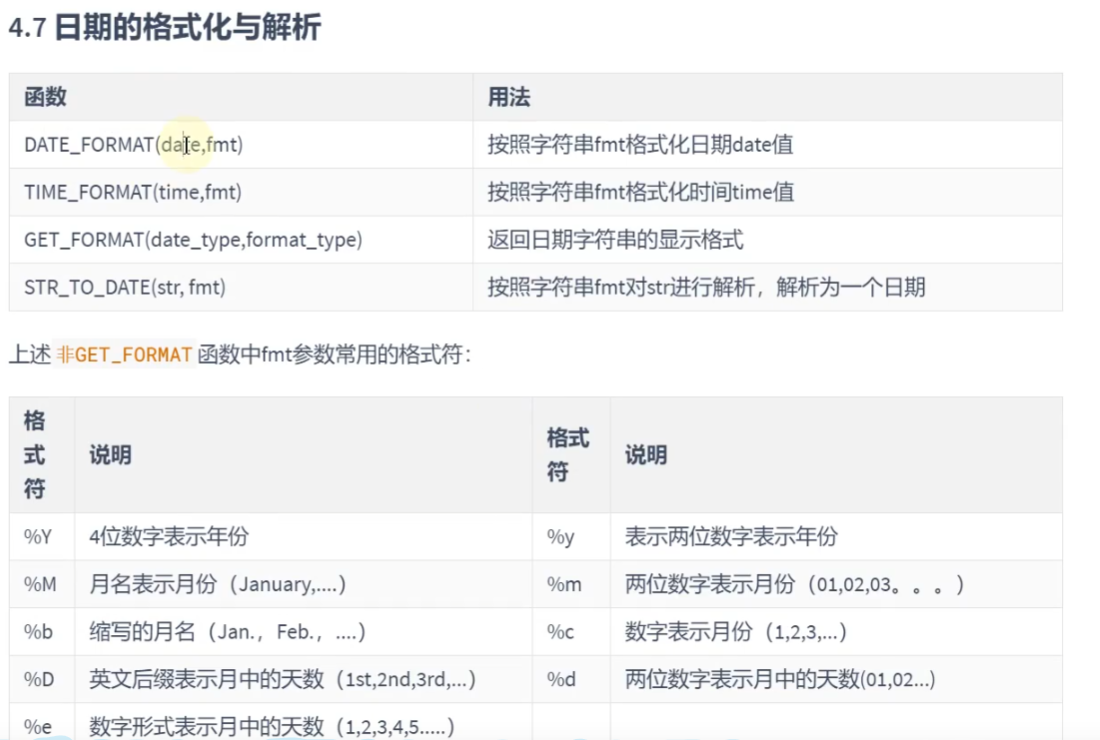 4.7 日期的格式化与解析
函数 用法
DATE_FORMAT(date,fmt) 按照字符串fmt格式化日期date值
TIME_FORMAT(time,fmt) 按照字符串fmt格式化时间time值
GET_FORMAT(date_type,format_type) 返回日期字符串的显示格式
STR_TO_DATE(str, fmt) 按照字符串fmt对str进行解析，解析为一个日期
上述 非GET_FORMAT 函数中fmt参数常用的格式符：
格式符 说明 格式符 说明
%Y 4位数字表示年份 %y 表示两位数字表示年份
%M 月名表示月份（January,....） %m 两位数字表示月份（01,02,03。。。）
%b 缩写的月名（Jan.，Feb.，....） %c 数字表示月份（1,2,3,...）
%D 英文后缀表示月中的天数（1st,2nd,3rd,...） %d 两位数字表示月中的天数(01,02...)
%e 数字形式表示月中的天数（1,2,3,4,5.....）